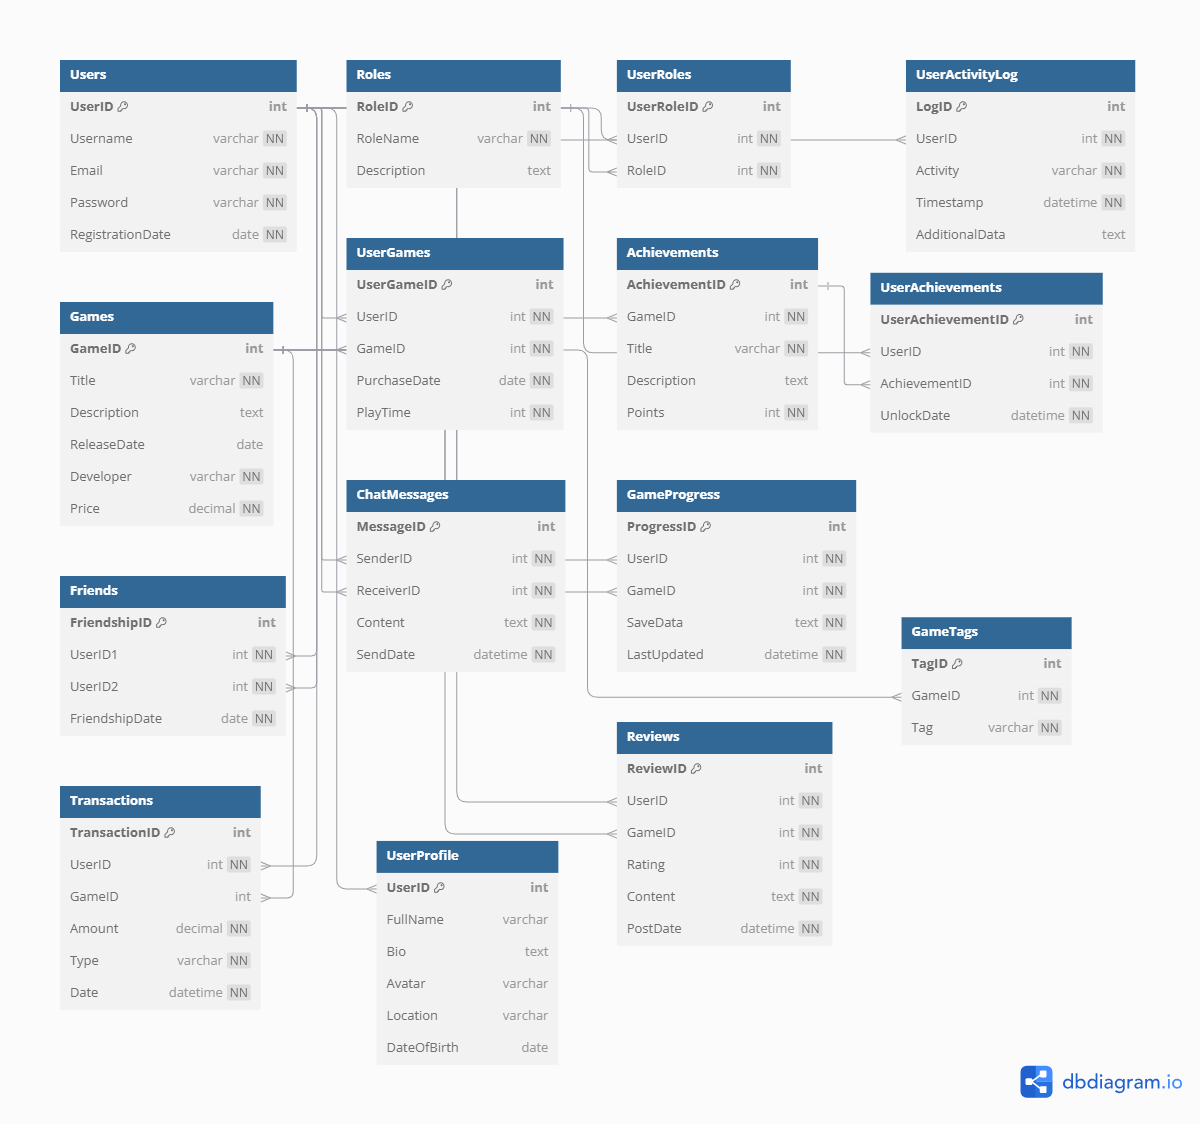 Users
UserID int
Username varchar NN
Email varchar NN
Password varchar NN
RegistrationDate date NN
Roles
RoleID int
RoleName varchar NN
Description text
UserRoles
UserRoleID int
UserID int NN
RoleID int NN
UserActivityLog
LogID int
UserID int NN
Activity varchar NN
Timestamp datetime NN
AdditionalData text
UserGames
UserGameID int
UserID int NN
GameID int NN
PurchaseDate date NN
PlayTime int NN
Achievements
AchievementID int
GameID int NN
Title varchar NN
Description text
Points int NN
UserAchievements
UserAchievementID int
UserID int NN
AchievementID int NN
UnlockDate datetime NN
Games
GameID int
Title varchar NN
Description text
ReleaseDate date
Developer varchar NN
Price decimal NN
ChatMessages
MessageID int
SenderID int NN
ReceiverID int NN
Content text NN
SendDate datetime NN
GameProgress
ProgressID int
UserID int NN
GameID int NN
SaveData text NN
LastUpdated datetime NN
Friends
FriendshipID int
UserID1 int NN
UserID2 int NN
FriendshipDate date NN
GameTags
TagID int
GameID int NN
Tag varchar NN
Reviews
ReviewID int
UserID int NN
GameID int NN
Rating int NN
Content text NN
PostDate datetime NN
Transactions
TransactionID int
UserID int NN
GameID int
Amount decimal NN
Type varchar NN
Date datetime NN
UserProfile
UserID int
FullName varchar
Bio text
Avatar varchar
Location varchar
DateOfBirth date
dbdiagram.io